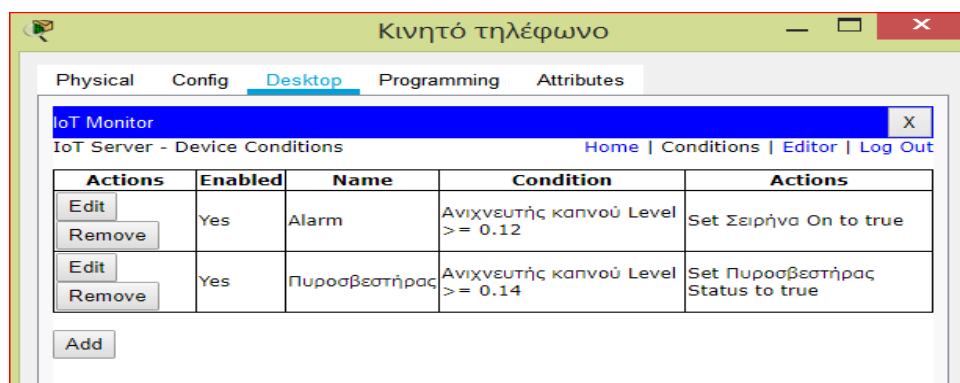 Κινητό τηλέφωνο
Physical Config Desktop Programming Attributes
IoT Monitor X
IoT Server - Device Conditions Home | Conditions | Editor | Log Out
Actions Enabled Name Condition Actions
Edit
Remove
Yes
Alarm
Ανιχνευτής καπνού Level
>= 0.12
Set Σειρήνα On to true
Edit
Remove
Yes
Πυροσβεστήρας
Ανιχνευτής καπνού Level
>= 0.14
Set Πυροσβεστήρας
Status to true
Add